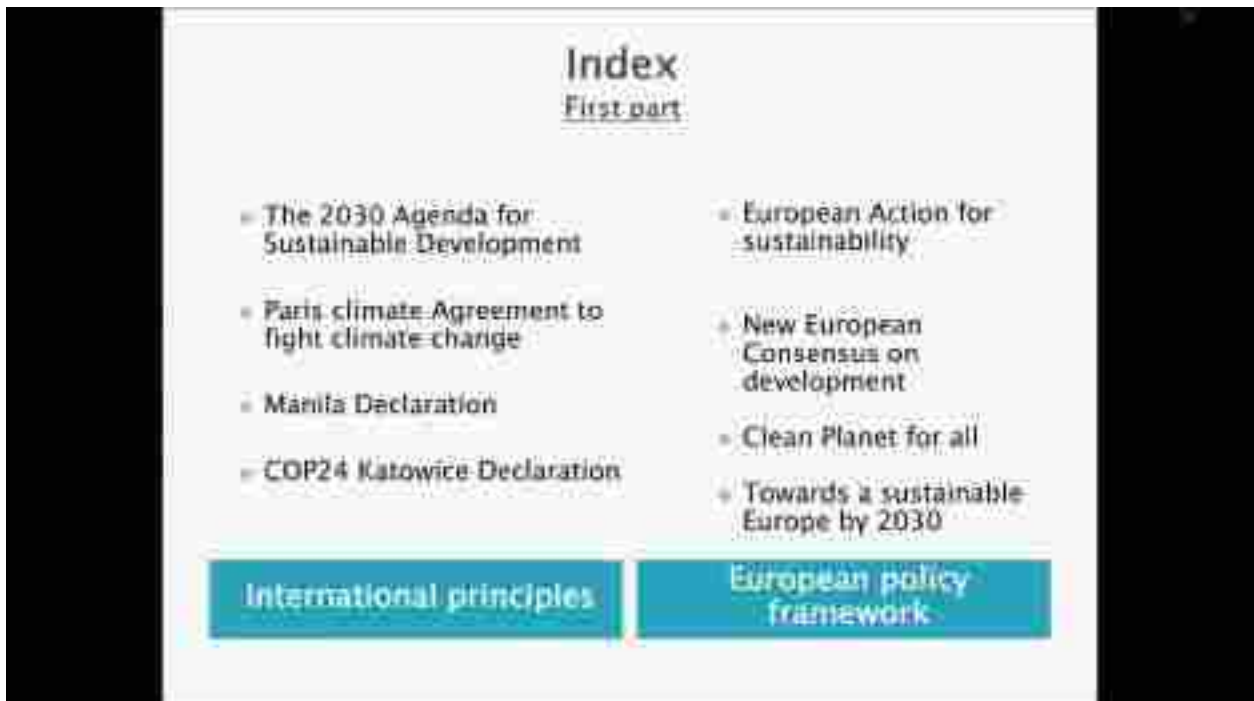 Index
First part
The 2030 Agenda for
Sustainable Development
Paris climate Agreement to
fight climate change
Manila Declaration
COP24 Katowice Declaration
International principles
European Action for
sustainability
New European
Consensus on
development
Clean Planet for all
Towards a sustainable
Europe by 2030
European policy
framework